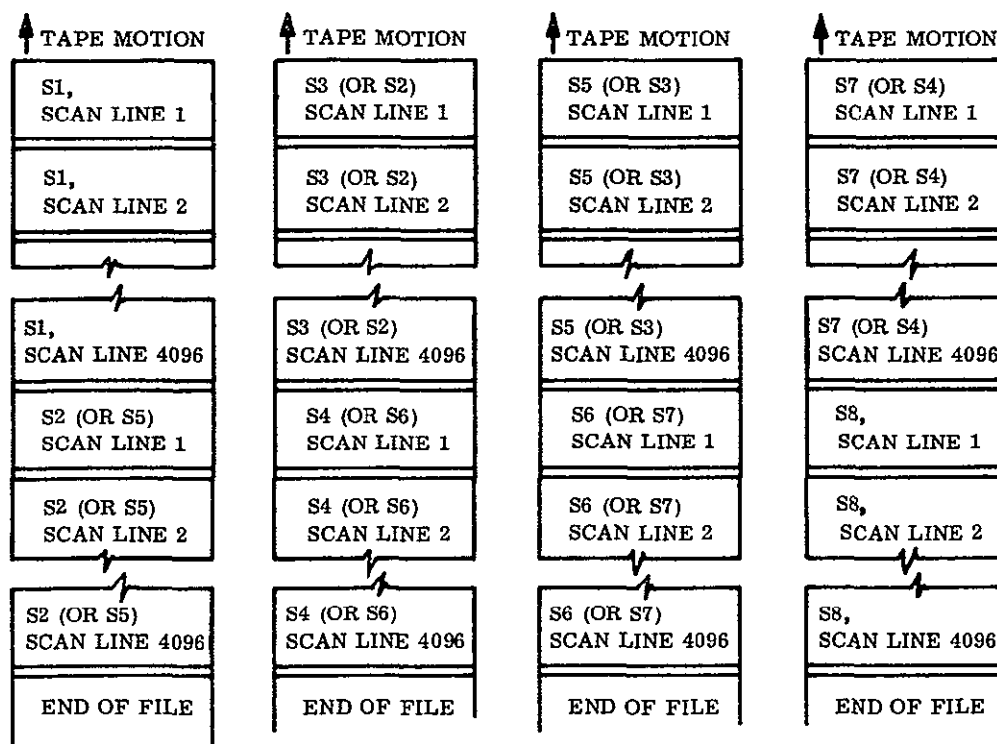 TAPE MOTION
S1,
SCAN LINE 1
S1,
SCAN LINE 2
S1,
SCAN LINE 4096
S2 (OR S5)
SCAN LINE 1
S2 (OR S5)
SCAN LINE 2
S2 (OR S5)
SCAN LINE 4096
END OF FILE
TAPE MOTION
S3 (OR S2)
SCAN LINE 1
S3 (OR S2)
SCAN LINE 2
S3 (OR S2)
SCAN LINE 4096
S4 (OR S6)
SCAN LINE 1
S4 (OR S6)
SCAN LINE 2
S4 (OR S6)
SCAN LINE 4096
END OF FILE
TAPE MOTION
S5 (OR S3)
SCAN LINE 1
S5 (OR S3)
SCAN LINE 2
S5 (OR S3)
SCAN LINE 4096
S6 (OR S7)
SCAN LINE 1
S6 (OR S7)
SCAN LINE 2
S6 (OR S7)
SCAN LINE 4096
END OF FILE
TAPE MOTION
S7 (OR S4)
SCAN LINE 1
S7 (OR S4)
SCAN LINE 2
S7 (OR S4)
SCAN LINE 4096
S8,
SCAN LINE 1
S8,
SCAN LINE 2
S8,
SCAN LINE 4096
END OF FILE